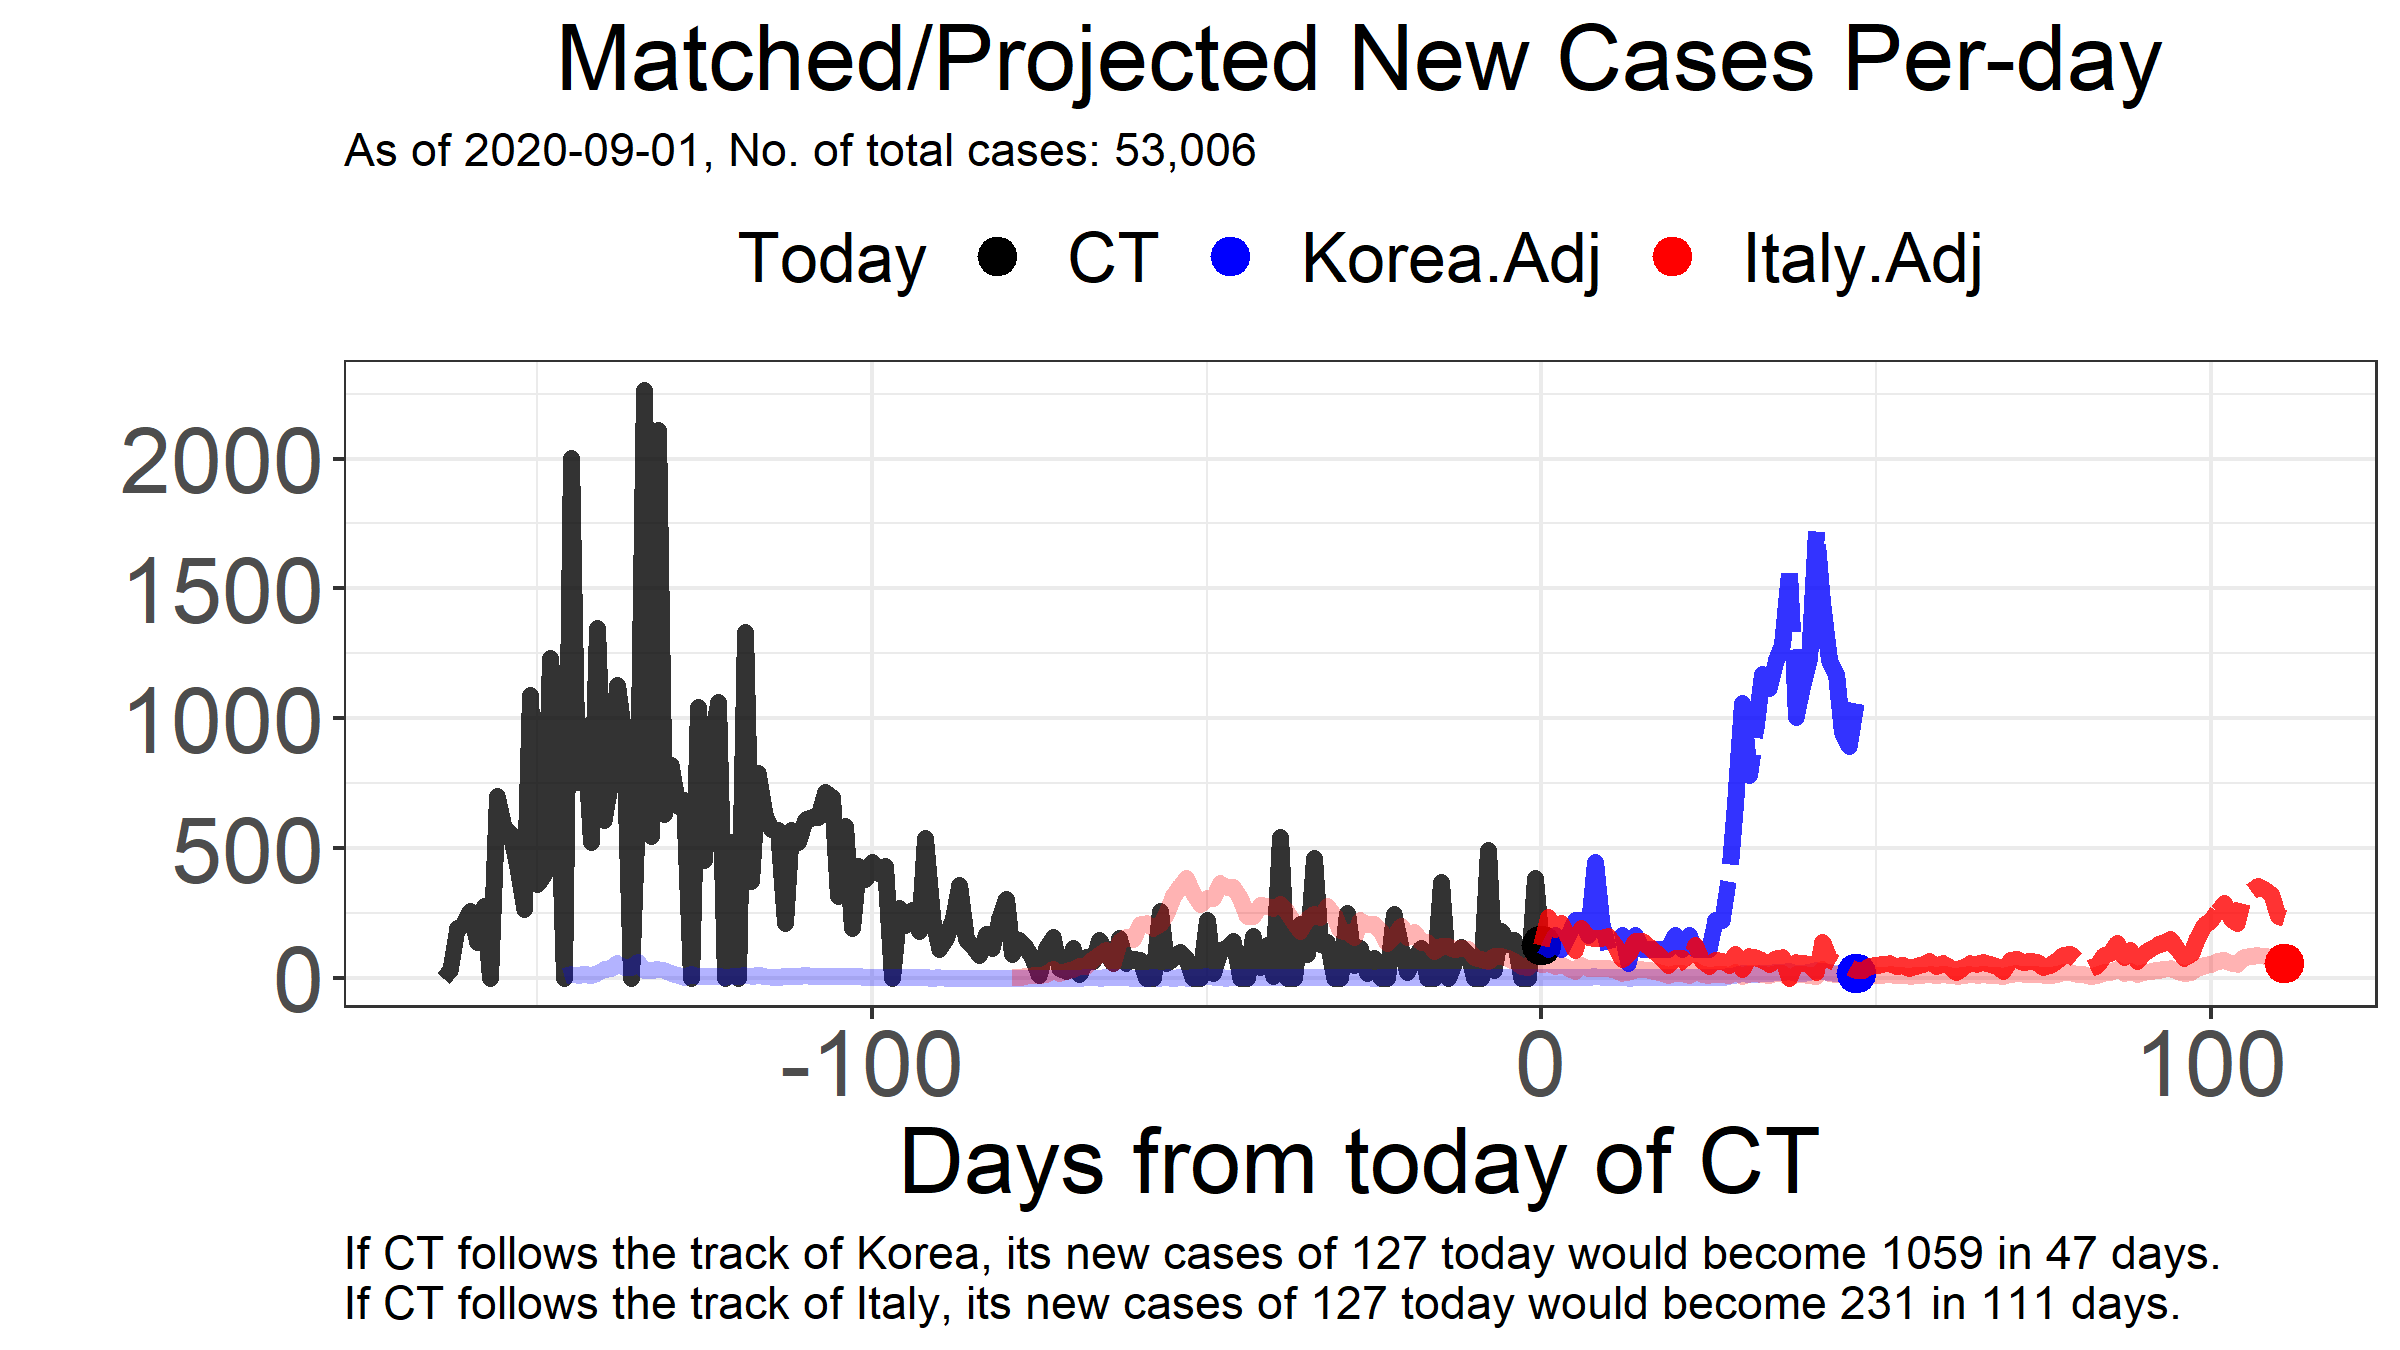 Matched/Projected New Cases Per-day
As of 2020-09-01, No. of total cases: 53,006
Today CT Korea.Adj Italy.Adj
2000
1500
1000
500
0
-100 0 100
Days from today of CT
If CT follows the track of Korea, its new cases of 127 today would become 1059 in 47 days.
If CT follows the track of Italy, its new cases of 127 today would become 231 in 111 days.